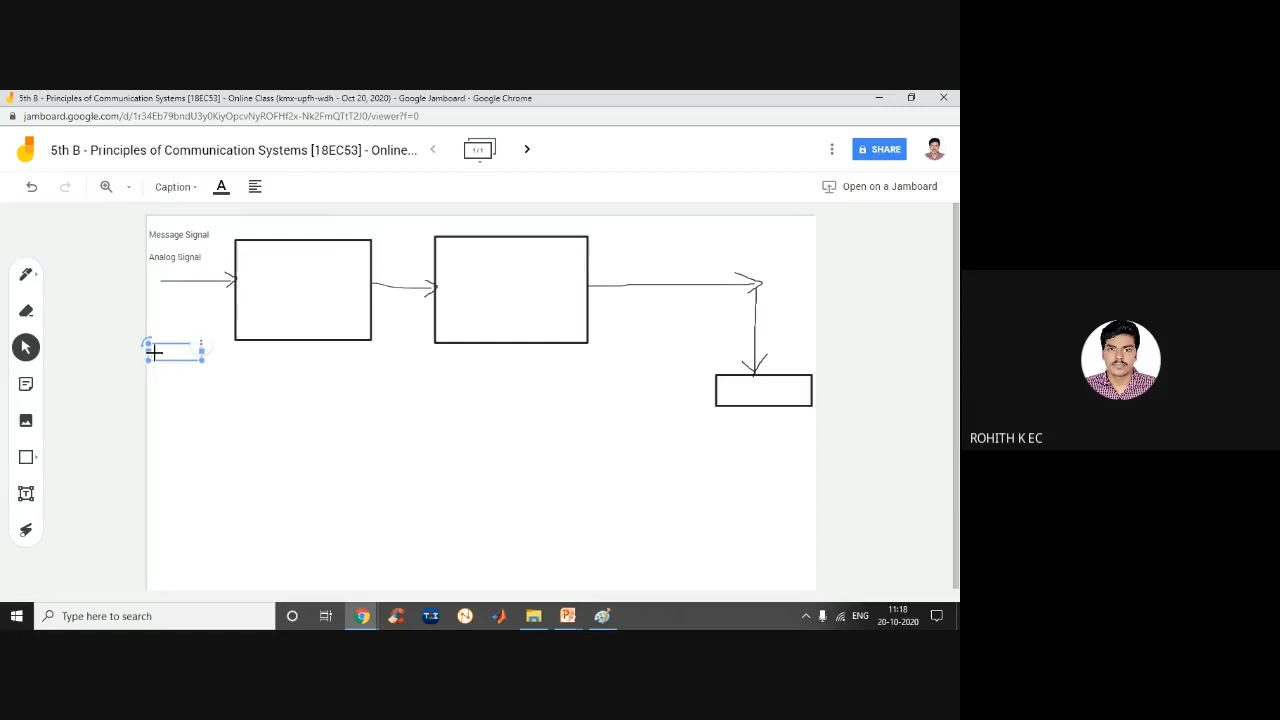 5th B - Principles of Communication Systems [18EC53] - Online Class (kmx-upfh-wdh - Oct 20, 2020) - Google Jamboard - Google Chrome
jamboard.google.com/d/1r34Eb79bndU3y0KiyOpcvNyROFHf2x-Nk2FmQTtT2J0/viewer?f=0
5th B - Principles of Communication Systems [18EC53] - Online...
1/1
SHARE
Caption
A
Open on a Jamboard
Message Signal
Analog Signal
T
ROHITH K EC
Type here to search
ENG
11:18
20-10-2020